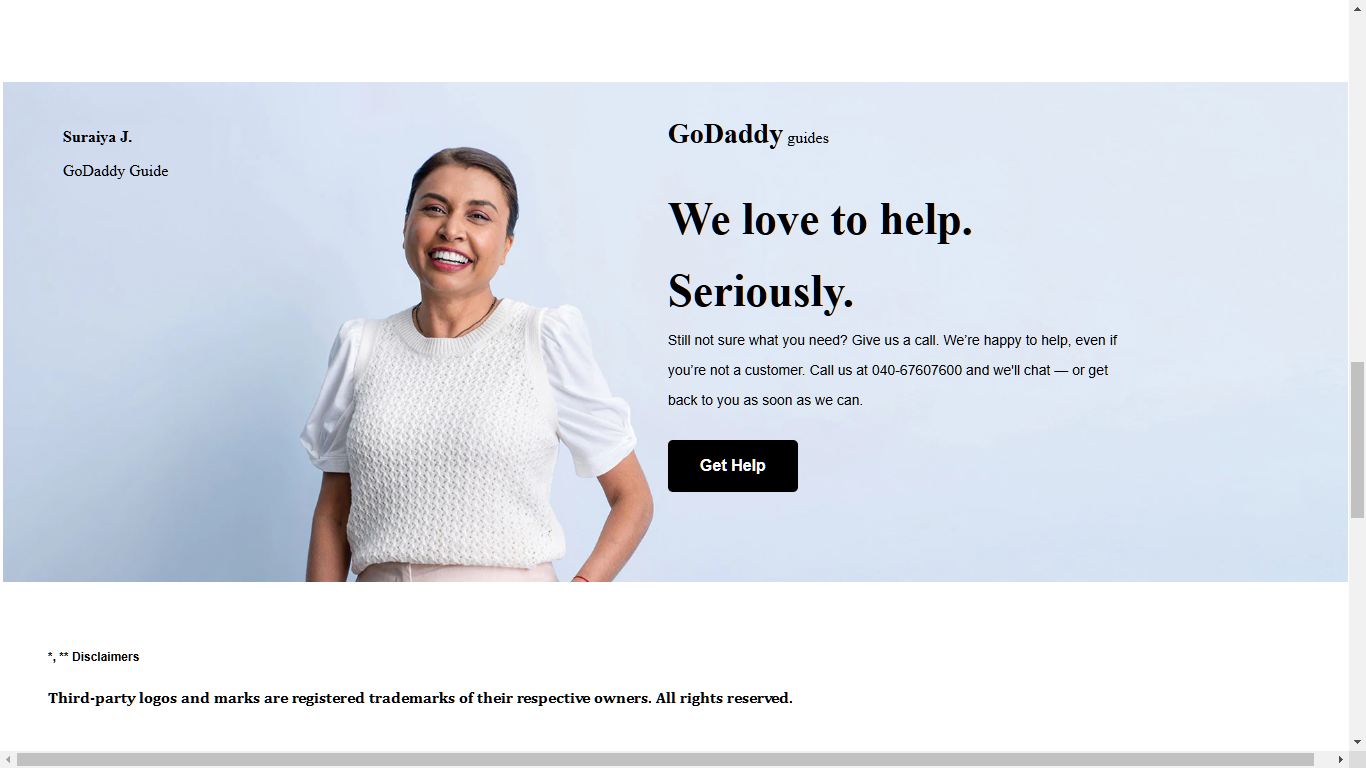 Suraiya J.
GoDaddy Guide
GoDaddy guides
We love to help.
Seriously.
Still not sure what you need? Give us a call. We’re happy to help, even if
you’re not a customer. Call us at 040-67607600 and we'll chat — or get
back to you as soon as we can.
Get Help
*, ** Disclaimers
Third-party logos and marks are registered trademarks of their respective owners. All rights reserved.